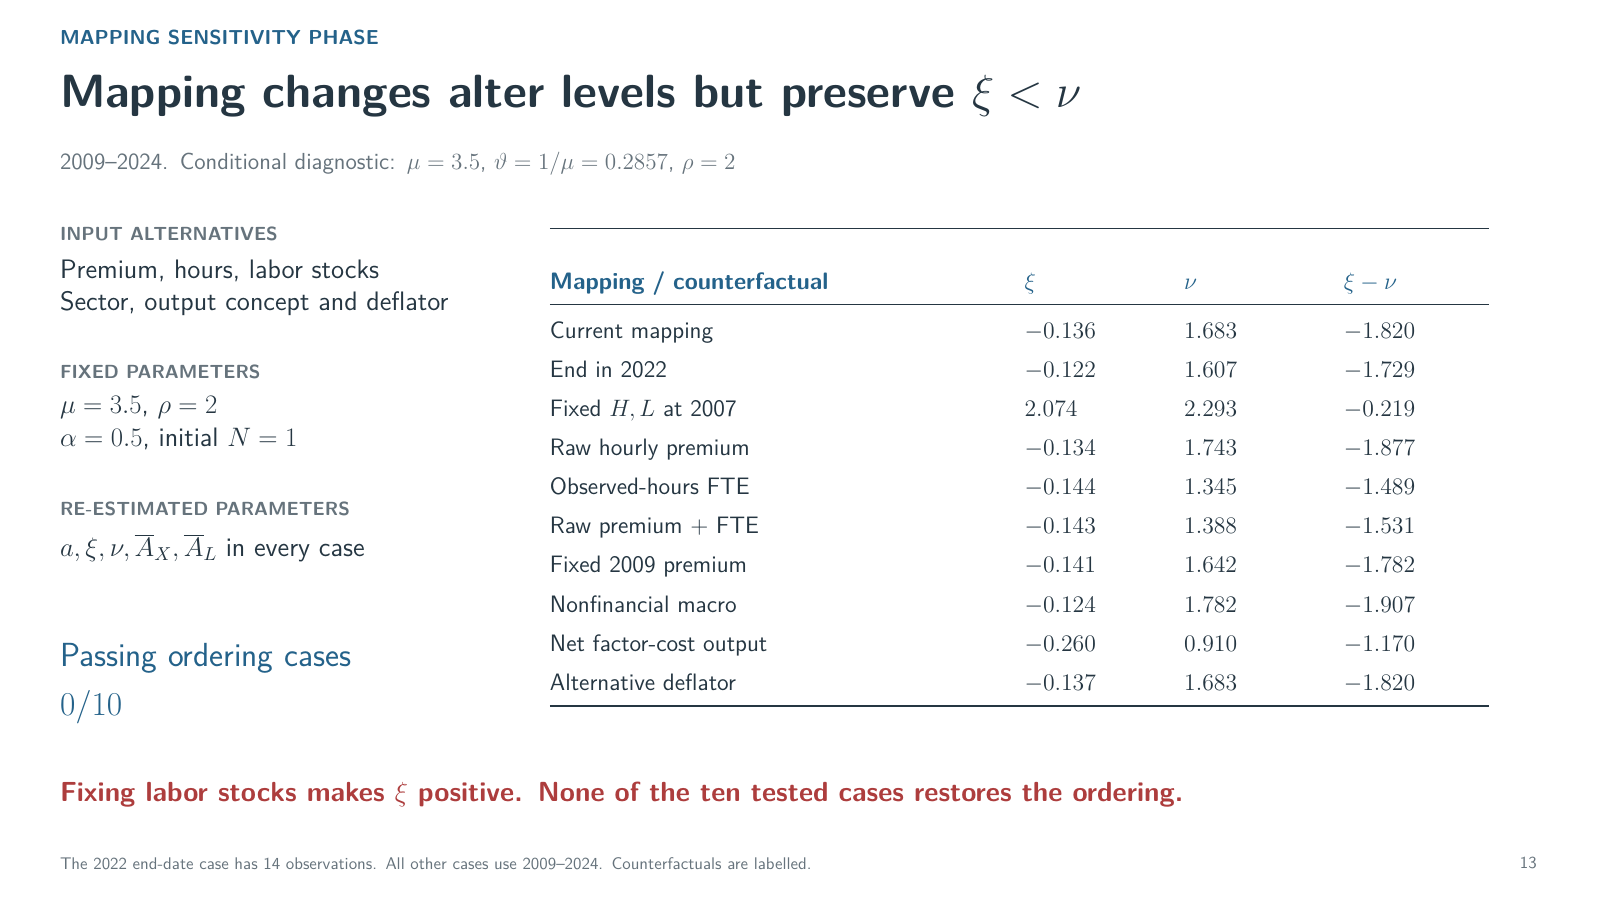 MAPPING SENSITIVITY PHASE
Mapping changes alter levels but preserve ξ < ν
2009–2024. Conditional diagnostic: μ = 3.5, ϑ = 1/μ = 0.2857, ρ = 2
INPUT ALTERNATIVES
Premium, hours, labor stocks
Sector, output concept and deflator
FIXED PARAMETERS
μ = 3.5, ρ = 2
α = 0.5, initial N = 1
RE-ESTIMATED PARAMETERS
a, ξ, ν, A̅_X, A̅_L in every case
Passing ordering cases
0/10
Mapping / counterfactual ξ ν ξ − ν
Current mapping −0.136 1.683 −1.820
End in 2022 −0.122 1.607 −1.729
Fixed H, L at 2007 2.074 2.293 −0.219
Raw hourly premium −0.134 1.743 −1.877
Observed-hours FTE −0.144 1.345 −1.489
Raw premium + FTE −0.143 1.388 −1.531
Fixed 2009 premium −0.141 1.642 −1.782
Nonfinancial macro −0.124 1.782 −1.907
Net factor-cost output −0.260 0.910 −1.170
Alternative deflator −0.137 1.683 −1.820
Fixing labor stocks makes ξ positive. None of the ten tested cases restores the ordering.
The 2022 end-date case has 14 observations. All other cases use 2009–2024. Counterfactuals are labelled.
13